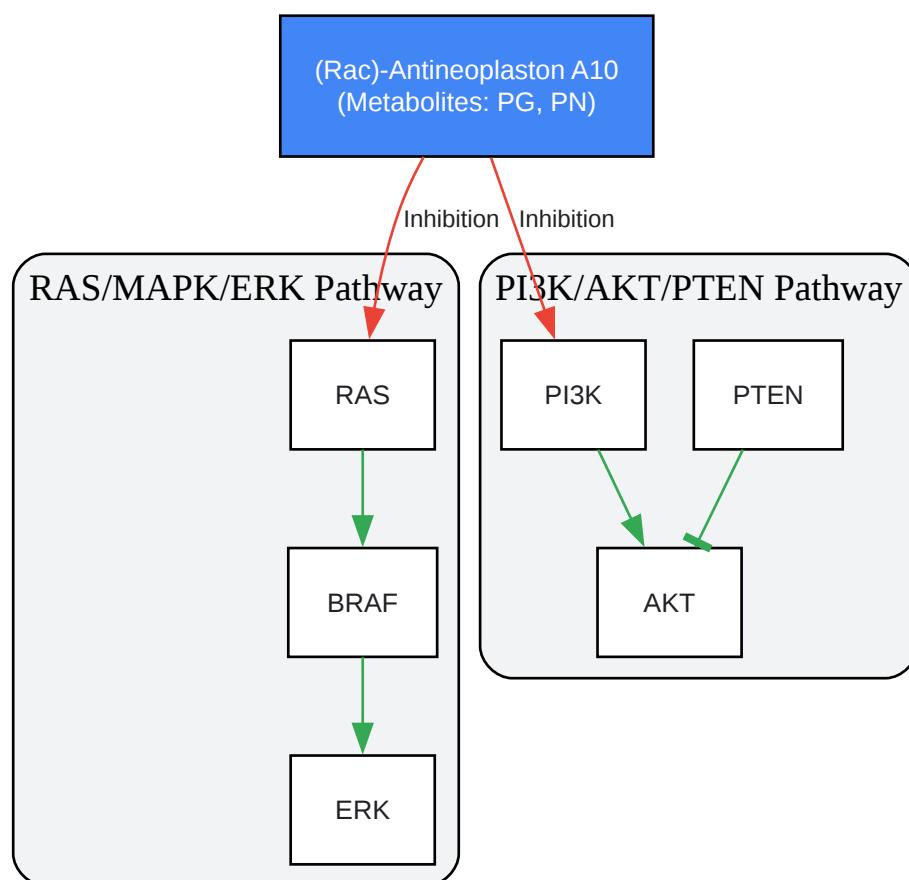 (Rac)-Antineoplaston A10
(Metabolites: PG, PN)
Inhibition
Inhibition
RAS/MAPK/ERK Pathway
PI3K/AKT/PTEN Pathway
RAS
PI3K
PTEN
BRAF
AKT
ERK